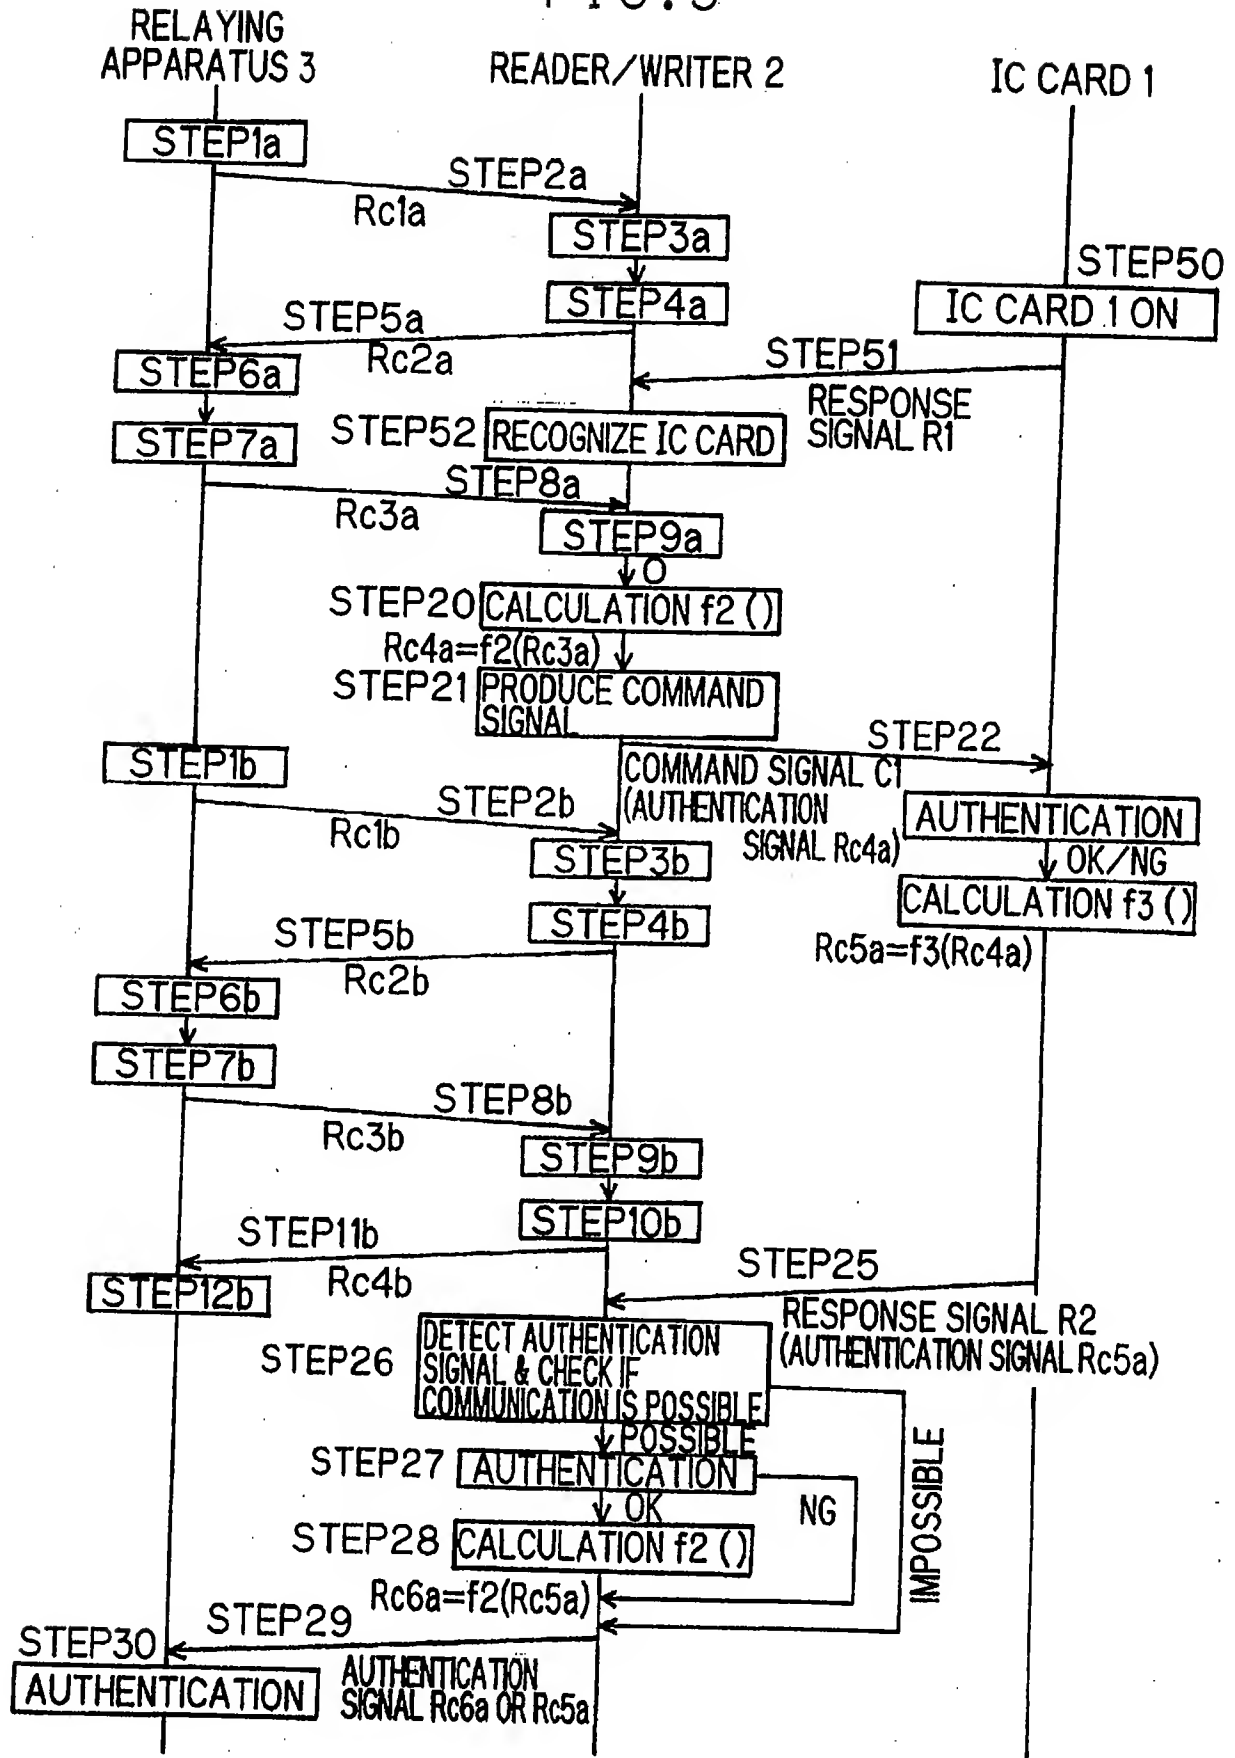 RELAYING
APPARATUS 3
READER/WRITER 2
IC CARD 1
STEP1a
STEP2a
Rc1a
STEP3a
STEP50
STEP4a
IC CARD 1 ON
STEP5a
Rc2a
STEP51
STEP6a
RESPONSE
SIGNAL R1
STEP52
RECOGNIZE IC CARD
STEP7a
STEP8a
Rc3a
STEP9a
O
STEP20
CALCULATION f2 ()
Rc4a=f2(Rc3a)
STEP21
PRODUCE COMMAND
SIGNAL
STEP22
STEP1b
COMMAND SIGNAL C1
(AUTHENTICATION
SIGNAL Rc4a)
STEP2b
Rc1b
AUTHENTICATION
OK/NG
STEP3b
CALCULATION f3 ()
STEP4b
Rc5a=f3(Rc4a)
STEP5b
Rc2b
STEP6b
STEP7b
STEP8b
Rc3b
STEP9b
STEP10b
STEP11b
Rc4b
STEP25
STEP12b
RESPONSE SIGNAL R2
(AUTHENTICATION SIGNAL Rc5a)
STEP26
DETECT AUTHENTICATION
SIGNAL & CHECK IF
COMMUNICATION IS POSSIBLE
POSSIBLE
IMPOSSIBLE
STEP27
AUTHENTICATION
OK
NG
STEP28
CALCULATION f2 ()
Rc6a=f2(Rc5a)
STEP29
STEP30
AUTHENTICATION
AUTHENTICATION
SIGNAL Rc6a OR Rc5a